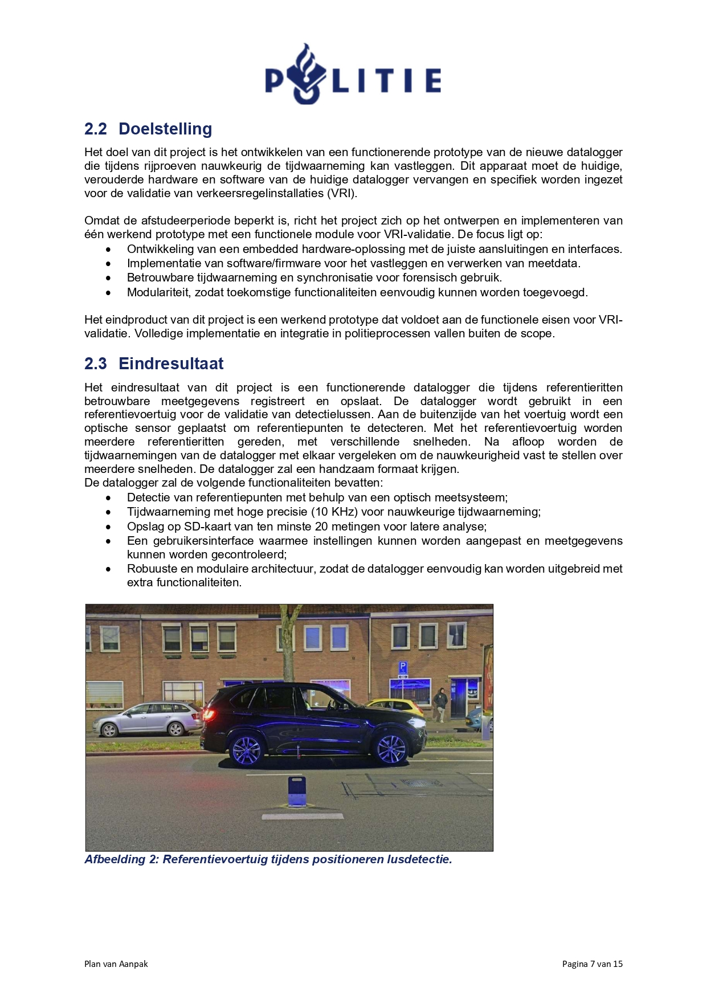 POLITIE
2.2 Doelstelling
Het doel van dit project is het ontwikkelen van een functionerende prototype van de nieuwe datalogger
die tijdens rijproeven nauwkeurig de tijdwaarneming kan vastleggen. Dit apparaat moet de huidige,
verouderde hardware en software van de huidige datalogger vervangen en specifiek worden ingezet
voor de validatie van verkeersregelinstallaties (VRI).
Omdat de afstudeerperiode beperkt is, richt het project zich op het ontwerpen en implementeren van
één werkend prototype met een functionele module voor VRI-validatie. De focus ligt op:
• Ontwikkeling van een embedded hardware-oplossing met de juiste aansluitingen en interfaces.
• Implementatie van software/firmware voor het vastleggen en verwerken van meetdata.
• Betrouwbare tijdwaarneming en synchronisatie voor forensisch gebruik.
• Modulariteit, zodat toekomstige functionaliteiten eenvoudig kunnen worden toegevoegd.
Het eindproduct van dit project is een werkend prototype dat voldoet aan de functionele eisen voor VRI-
validatie. Volledige implementatie en integratie in politieprocessen vallen buiten de scope.
2.3 Eindresultaat
Het eindresultaat van dit project is een functionerende datalogger die tijdens referentieritten
betrouwbare meetgegevens registreert en opslaat. De datalogger wordt gebruikt in een
referentievoertuig voor de validatie van detectielussen. Aan de buitenzijde van het voertuig wordt een
optische sensor geplaatst om referentiepunten te detecteren. Met het referentievoertuig worden
meerdere referentieritten gereden, met verschillende snelheden. Na afloop worden de
tijdwaarnemingen van de datalogger met elkaar vergeleken om de nauwkeurigheid vast te stellen over
meerdere snelheden. De datalogger zal een handzaam formaat krijgen.
De datalogger zal de volgende functionaliteiten bevatten:
• Detectie van referentiepunten met behulp van een optisch meetsysteem;
• Tijdwaarneming met hoge precisie (10 KHz) voor nauwkeurige tijdwaarneming;
• Opslag op SD-kaart van ten minste 20 metingen voor latere analyse;
• Een gebruikersinterface waarmee instellingen kunnen worden aangepast en meetgegevens
kunnen worden gecontroleerd;
• Robuuste en modulaire architectuur, zodat de datalogger eenvoudig kan worden uitgebreid met
extra functionaliteiten.
P
Afbeelding 2: Referentievoertuig tijdens positioneren lusdetectie.
Plan van Aanpak Pagina 7 van 15